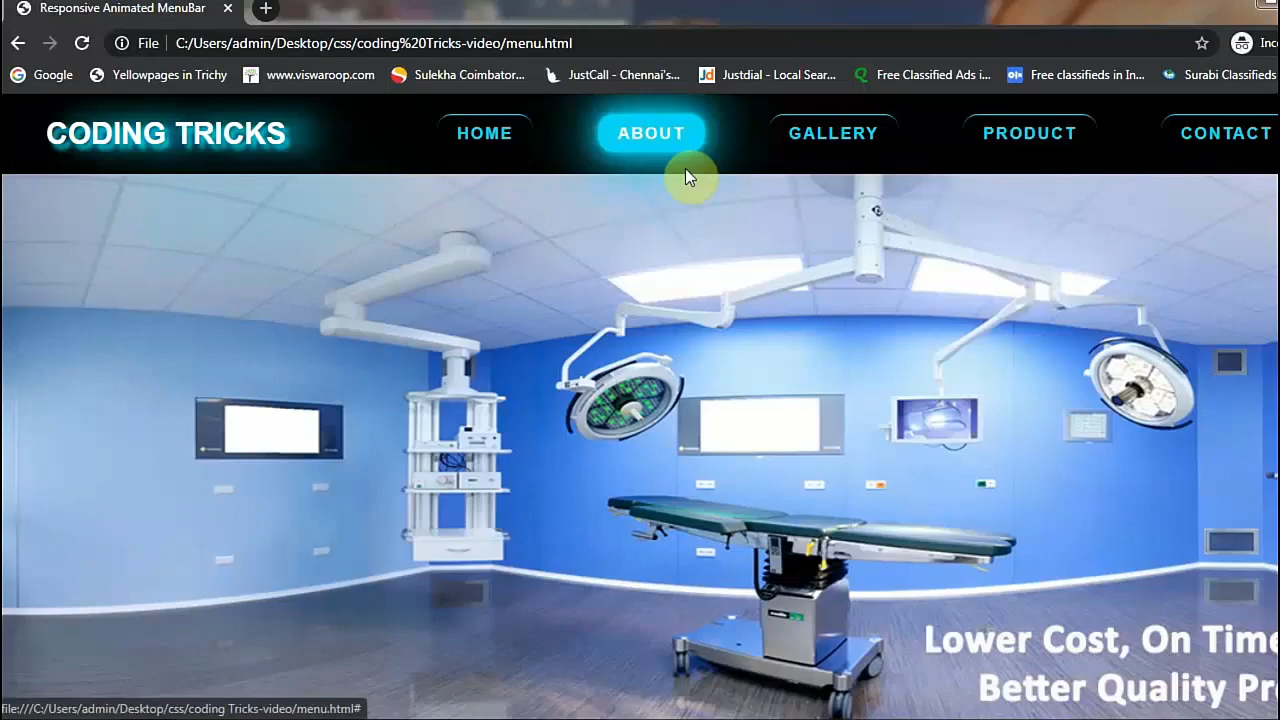 Responsive Animated MenuBar
File C:/Users/admin/Desktop/css/coding%20Tricks-video/menu.html Inc
Google Yellowpages in Trichy www.viswaroop.com Sulekha Coimbator... JustCall - Chennai's... Jd Justdial - Local Sear... Free Classified Ads i... Free classifieds in In... Surabi Classifieds
CODING TRICKS HOME ABOUT GALLERY PRODUCT CONTACT
Lower Cost, On Time
Better Quality Pr
file:///C:/Users/admin/Desktop/css/coding Tricks-video/menu.html#